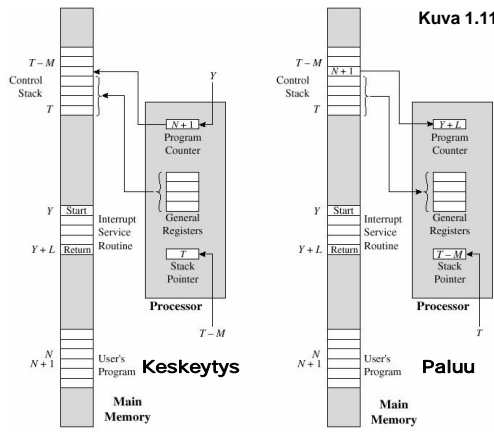 Kuva 1.11
T – M
Control
Stack
T
Y
N + 1
Program
Counter
General
Registers
Y
Start
Interrupt
Service
Routine
Y + L
Return
T
Stack
Pointer
Processor
T – M
N
N + 1
User's
Program
Keskeytys
Main
Memory
T – M
N + 1
Control
Stack
T
Y + L
Program
Counter
General
Registers
Y
Start
Interrupt
Service
Routine
Y + L
Return
T – M
Stack
Pointer
Processor
T
N
N + 1
User's
Program
Paluu
Main
Memory